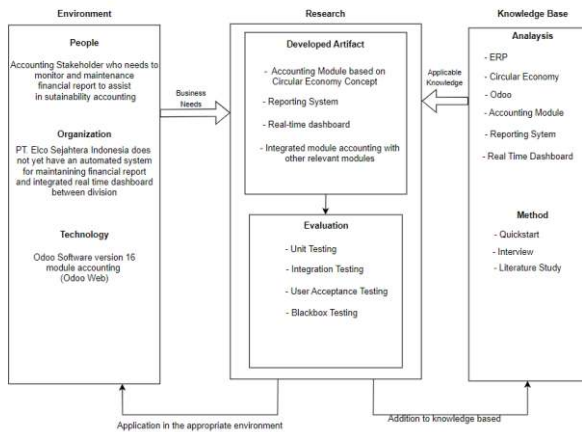 Environment
People
Accounting Stakeholder who needs to
monitor and maintenance
financial report to assist
in sutainability accounting
Organization
PT. Elco Sejahtera Indonesia does
not yet have an automated system
for maintanining financial report
and integrated real time dashboard
between division
Technology
Odoo Software version 16
module accounting
(Odoo Web)
Business
Needs
Research
Developed Artifact
- Accounting Module based on
Circular Economy Concept
- Reporting System
- Real-time dashboard
- Integrated module accounting with
other relevant modules
Evaluation
- Unit Testing
- Integration Testing
- User Acceptance Testing
- Blackbox Testing
Applicable
Knowledge
Knowledge Base
Analaysis
- ERP
- Circular Economy
- Odoo
- Accounting Module
- Reporting Sytem
- Real Time Dashboard
Method
- Quickstart
- Interview
- Literature Study
Application in the appropriate environment
Addition to knowledge based